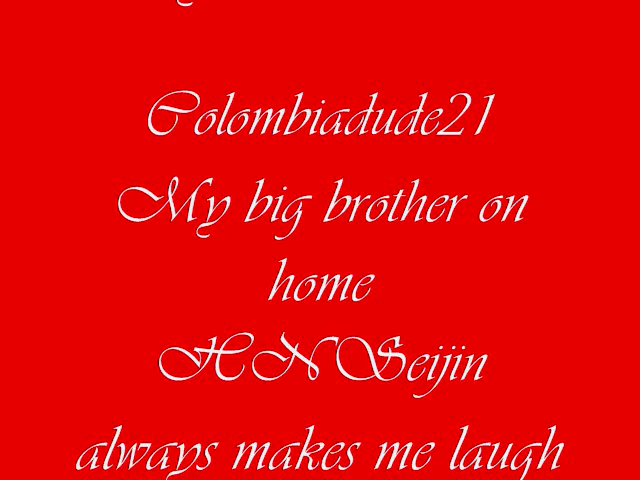 Colombiadude21
My big brother on
home
HNSeijin
always makes me laugh